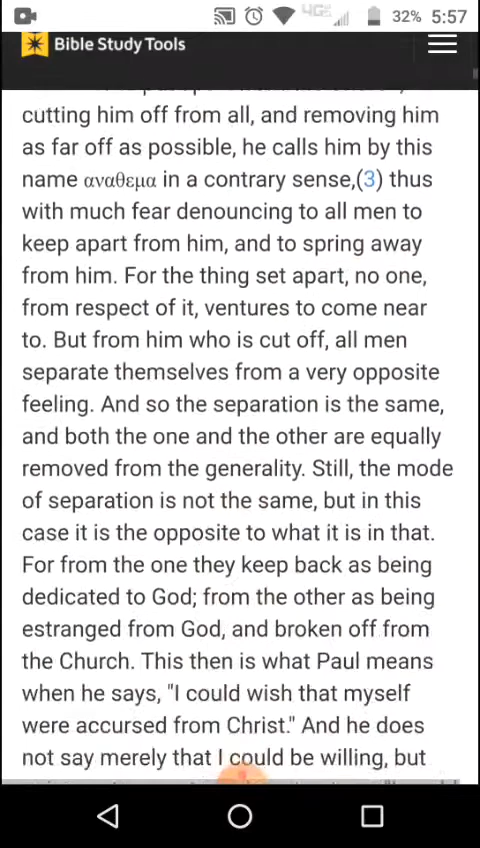 4G 32% 5:57
Bible Study Tools
cutting him off from all, and removing him
as far off as possible, he calls him by this
name αναθεμα in a contrary sense,(3) thus
with much fear denouncing to all men to
keep apart from him, and to spring away
from him. For the thing set apart, no one,
from respect of it, ventures to come near
to. But from him who is cut off, all men
separate themselves from a very opposite
feeling. And so the separation is the same,
and both the one and the other are equally
removed from the generality. Still, the mode
of separation is not the same, but in this
case it is the opposite to what it is in that.
For from the one they keep back as being
dedicated to God; from the other as being
estranged from God, and broken off from
the Church. This then is what Paul means
when he says, "I could wish that myself
were accursed from Christ." And he does
not say merely that I could be willing, but